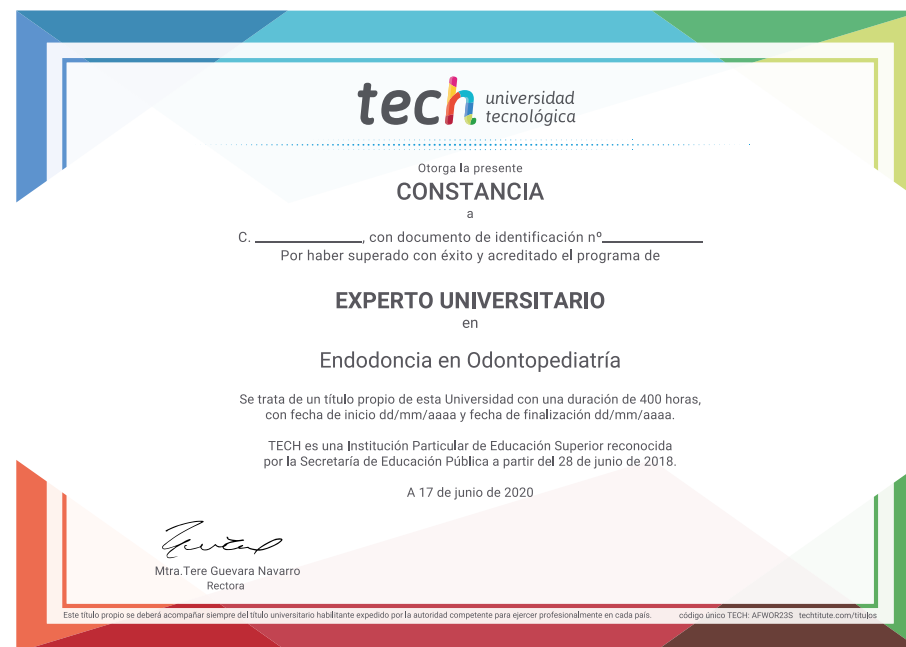 tech universidad
tecnológica
Otorga la presente
CONSTANCIA
a
C. ____________, con documento de identificación nº____________
Por haber superado con éxito y acreditado el programa de
EXPERTO UNIVERSITARIO
en
Endodoncia en Odontopediatría
Se trata de un título propio de esta Universidad con una duración de 400 horas,
con fecha de inicio dd/mm/aaaa y fecha de finalización dd/mm/aaaa.
TECH es una Institución Particular de Educación Superior reconocida
por la Secretaría de Educación Pública a partir del 28 de junio de 2018.
A 17 de junio de 2020
Mtra.Tere Guevara Navarro
Rectora
Este título propio se deberá acompañar siempre del título universitario habilitante expedido por la autoridad competente para ejercer profesionalmente en cada país. código único TECH: AFWOR23S techtitute.com/títulos